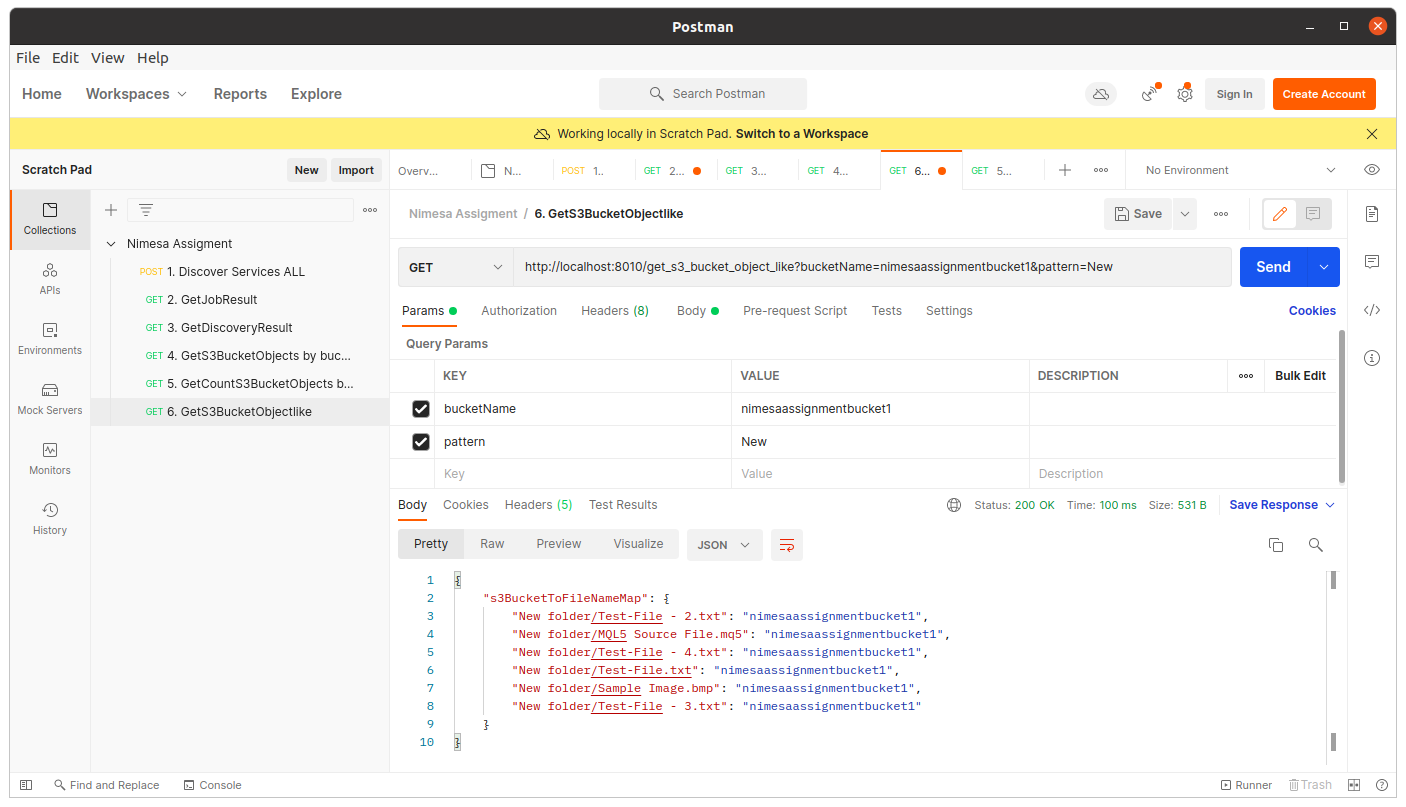 Postman
File Edit View Help
Home Workspaces Reports Explore Search Postman Sign In Create Account
Working locally in Scratch Pad. Switch to a Workspace
Scratch Pad New Import Overv... N... POST 1.. GET 2... GET 3... GET 4... GET 6... GET 5... No Environment
Collections
APIs
Environments
Mock Servers
Monitors
History
Nimesa Assigment
POST 1. Discover Services ALL
GET 2. GetJobResult
GET 3. GetDiscoveryResult
GET 4. GetS3BucketObjects by buc...
GET 5. GetCountS3BucketObjects b...
GET 6. GetS3BucketObjectlike
Nimesa Assigment / 6. GetS3BucketObjectlike Save
GET http://localhost:8010/get_s3_bucket_object_like?bucketName=nimesaassignmentbucket1&pattern=New Send
Params Authorization Headers (8) Body Pre-request Script Tests Settings Cookies
Query Params
KEY VALUE DESCRIPTION Bulk Edit
bucketName nimesaassignmentbucket1
pattern New
Key Value Description
Body Cookies Headers (5) Test Results Status: 200 OK Time: 100 ms Size: 531 B Save Response
Pretty Raw Preview Visualize JSON
1 {
2 "s3BucketToFileNameMap": {
3 "New folder/Test-File - 2.txt": "nimesaassignmentbucket1",
4 "New folder/MQL5 Source File.mq5": "nimesaassignmentbucket1",
5 "New folder/Test-File - 4.txt": "nimesaassignmentbucket1",
6 "New folder/Test-File.txt": "nimesaassignmentbucket1",
7 "New folder/Sample Image.bmp": "nimesaassignmentbucket1",
8 "New folder/Test-File - 3.txt": "nimesaassignmentbucket1"
9 }
10 }
Find and Replace Console Runner Trash